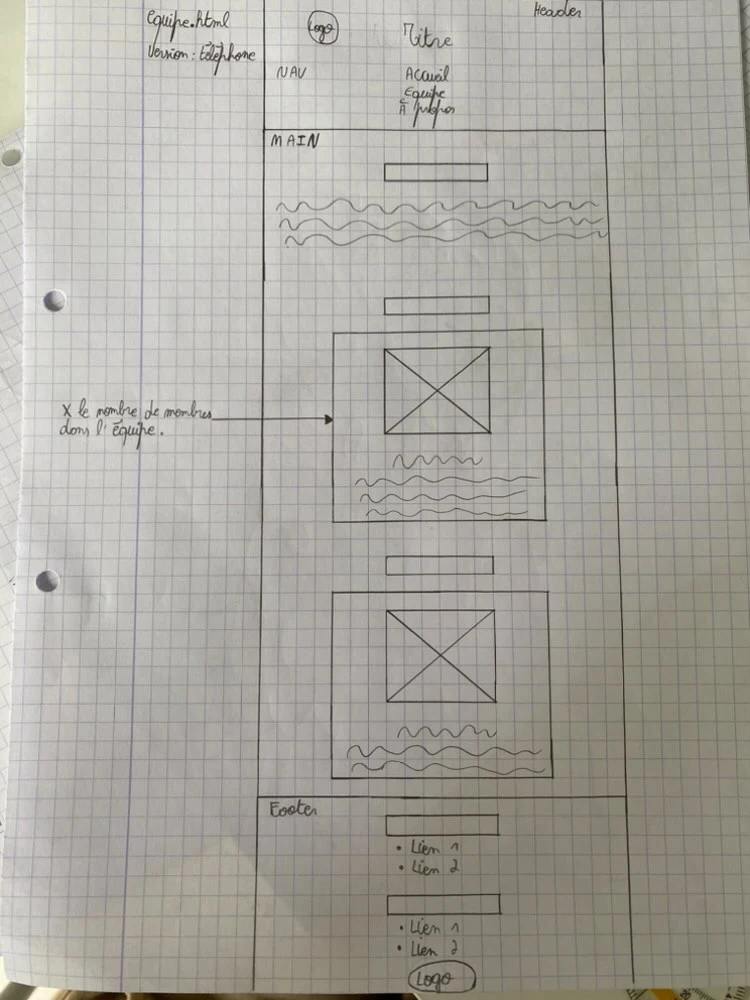 Equipe.html
Version : Téléphone
Header
Logo
Titre
NAV
Accueil
Equipe
À propos
MAIN
X le nombre de membres
dans l'équipe.
Footer
• Lien 1
• Lien 2
• Lien 1
• Lien 2
Logo